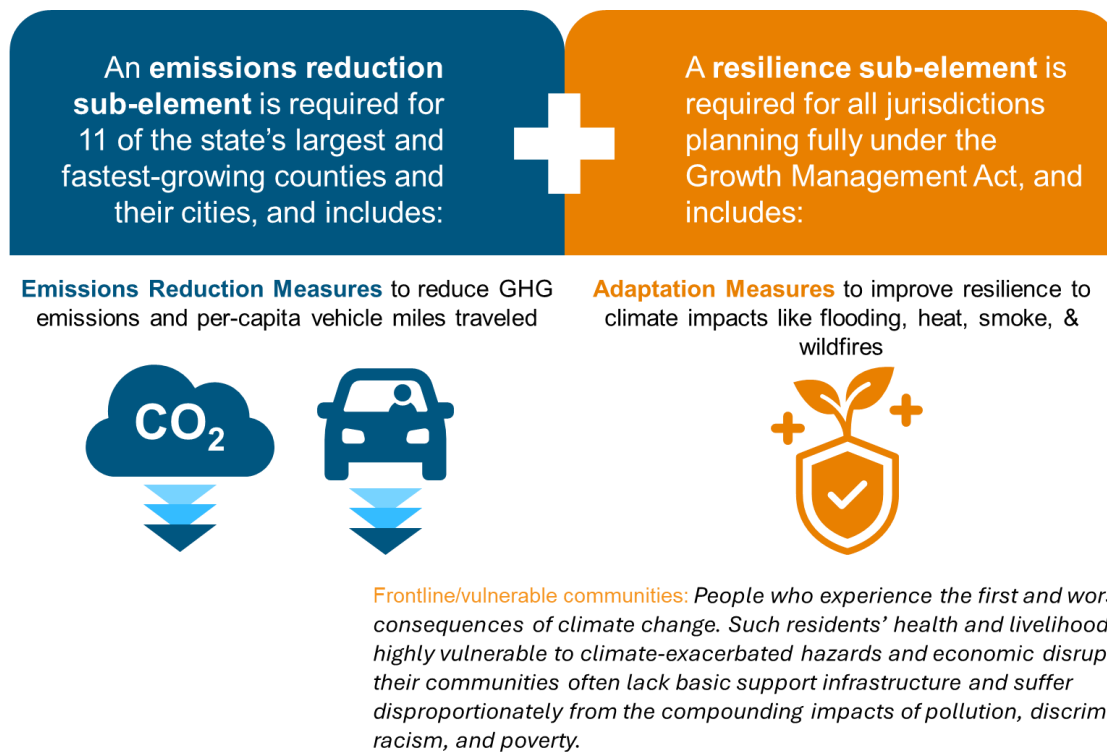 An emissions reduction
sub-element is required for
11 of the state's largest and
fastest-growing counties and
their cities, and includes:
A resilience sub-element is
required for all jurisdictions
planning fully under the
Growth Management Act, and
includes:
Emissions Reduction Measures to reduce GHG
emissions and per-capita vehicle miles traveled
Adaptation Measures to improve resilience to
climate impacts like flooding, heat, smoke, &
wildfires
CO₂
Frontline/vulnerable communities: People who experience the first and
consequences of climate change. Such residents' health and
highly vulnerable to climate-exacerbated hazards and economic
their communities often lack basic support infrastructure and suffer
disproportionately from the compounding impacts of pollution,
racism, and poverty.